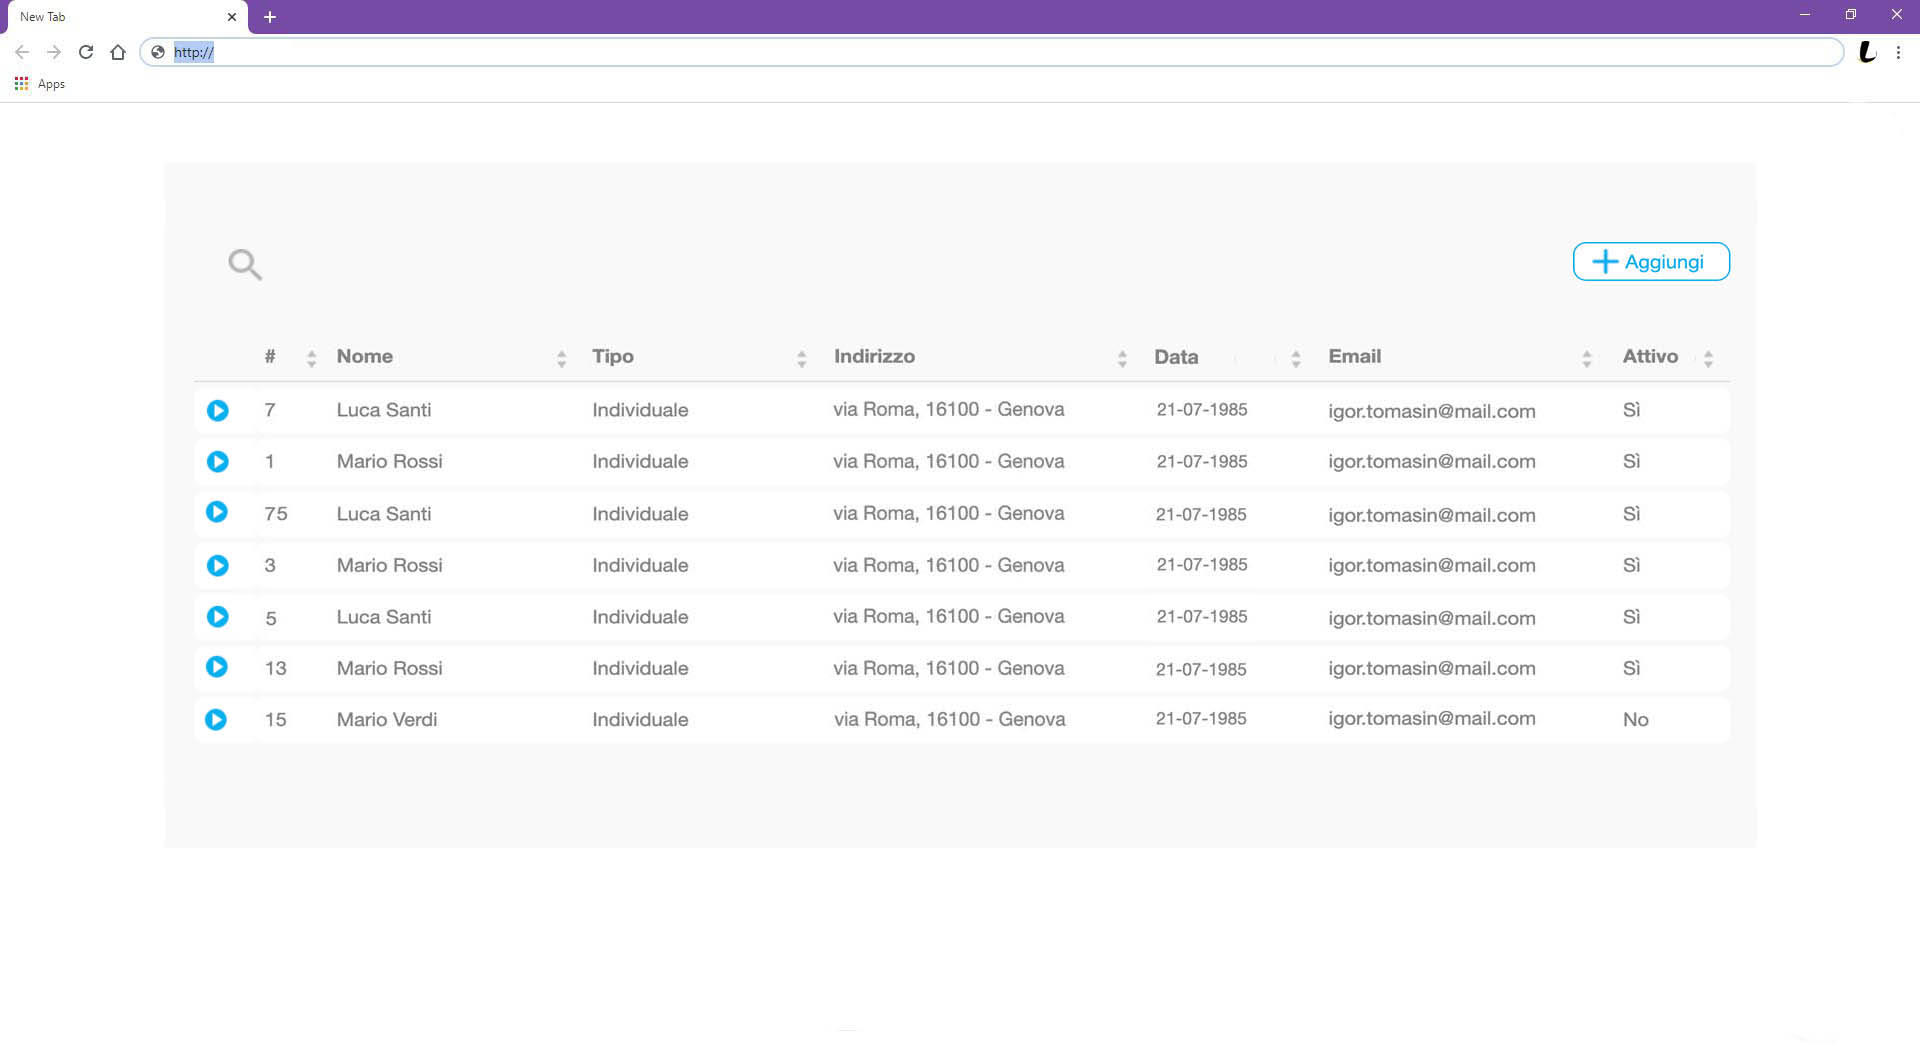 New Tab
http://
Apps
Aggiungi
# Nome Tipo Indirizzo Data Email Attivo
7 Luca Santi Individuale via Roma, 16100 - Genova 21-07-1985 igor.tomasin@mail.com Sì
1 Mario Rossi Individuale via Roma, 16100 - Genova 21-07-1985 igor.tomasin@mail.com Sì
75 Luca Santi Individuale via Roma, 16100 - Genova 21-07-1985 igor.tomasin@mail.com Sì
3 Mario Rossi Individuale via Roma, 16100 - Genova 21-07-1985 igor.tomasin@mail.com Sì
5 Luca Santi Individuale via Roma, 16100 - Genova 21-07-1985 igor.tomasin@mail.com Sì
13 Mario Rossi Individuale via Roma, 16100 - Genova 21-07-1985 igor.tomasin@mail.com Sì
15 Mario Verdi Individuale via Roma, 16100 - Genova 21-07-1985 igor.tomasin@mail.com No